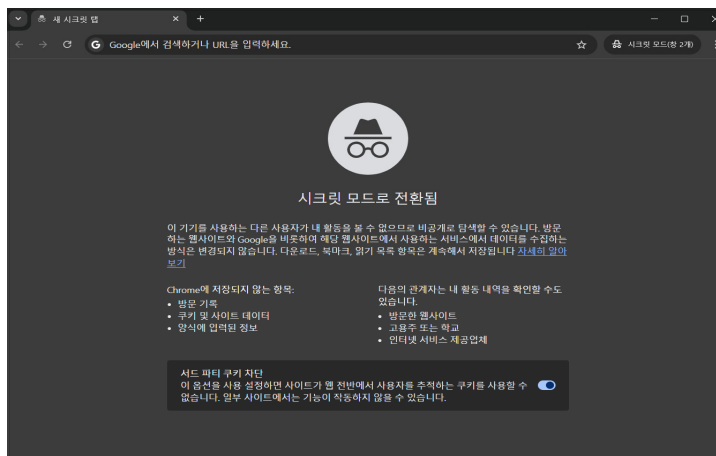 새 시크릿 탭
Google에서 검색하거나 URL을 입력하세요.
시크릿 모드(창 2개)
시크릿 모드로 전환됨
이 기기를 사용하는 다른 사용자가 내 활동을 볼 수 없으므로 비공개로 탐색할 수 있습니다. 방문
하는 웹사이트와 Google을 비롯하여 해당 웹사이트에서 사용하는 서비스에서 데이터를 수집하는
방식은 변경되지 않습니다. 다운로드, 북마크, 읽기 목록 항목은 계속해서 저장됩니다 자세히 알아
보기
Chrome에 저장되지 않는 항목:
• 방문 기록
• 쿠키 및 사이트 데이터
• 양식에 입력된 정보
다음의 관계자는 내 활동 내역을 확인할 수도
있습니다.
• 방문한 웹사이트
• 고용주 또는 학교
• 인터넷 서비스 제공업체
서드 파티 쿠키 차단
이 옵션을 사용 설정하면 사이트가 웹 전반에서 사용자를 추적하는 쿠키를 사용할 수
없습니다. 일부 사이트에서는 기능이 작동하지 않을 수 있습니다.